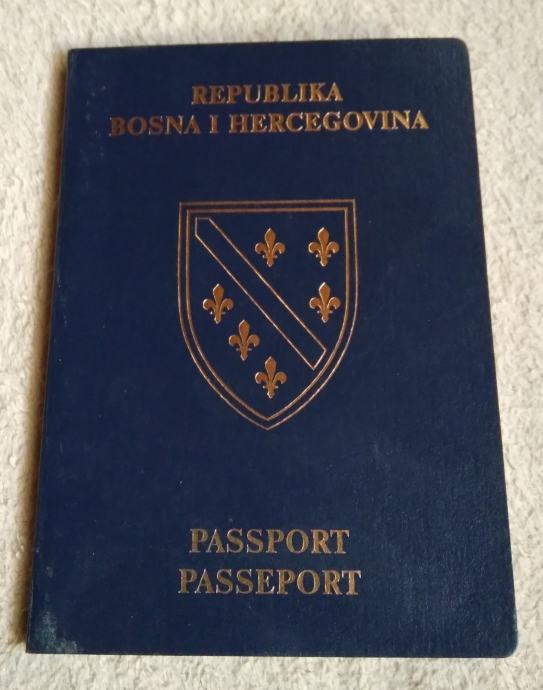 REPUBLIKA
BOSNA I HERCEGOVINA
PASSPORT
PASSEPORT